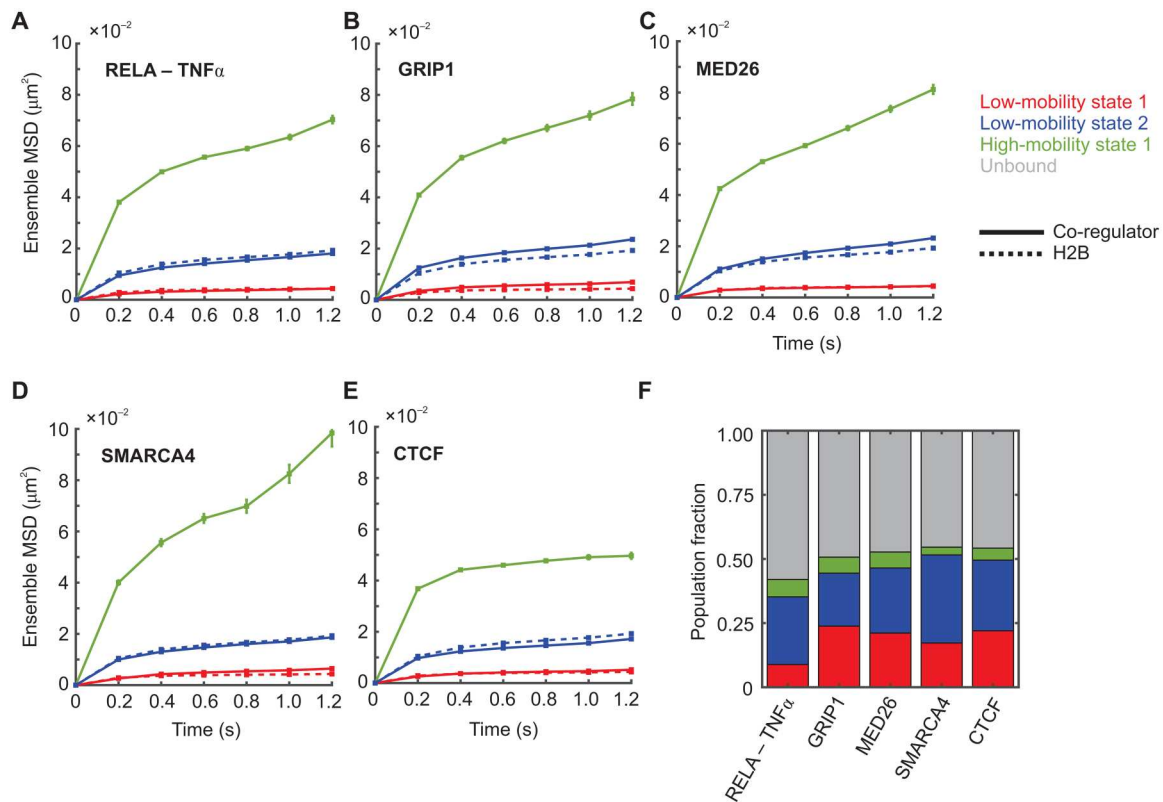 A
×10⁻²
RELA – TNFα
Ensemble MSD (μm²)
10
8
6
4
2
0
0 0.2 0.4 0.6 0.8 1.0 1.2
B
×10⁻²
GRIP1
10
8
6
4
2
0
0 0.2 0.4 0.6 0.8 1.0 1.2
C
×10⁻²
MED26
10
8
6
4
2
0
0 0.2 0.4 0.6 0.8 1.0 1.2
Time (s)
Low-mobility state 1
Low-mobility state 2
High-mobility state 1
Unbound
Co-regulator
H2B
D
×10⁻²
SMARCA4
Ensemble MSD (μm²)
10
8
6
4
2
0
0 0.2 0.4 0.6 0.8 1.0 1.2
Time (s)
E
×10⁻²
CTCF
10
8
6
4
2
0
0 0.2 0.4 0.6 0.8 1.0 1.2
Time (s)
F
Population fraction
1.00
0.75
0.50
0.25
0
RELA – TNFα
GRIP1
MED26
SMARCA4
CTCF